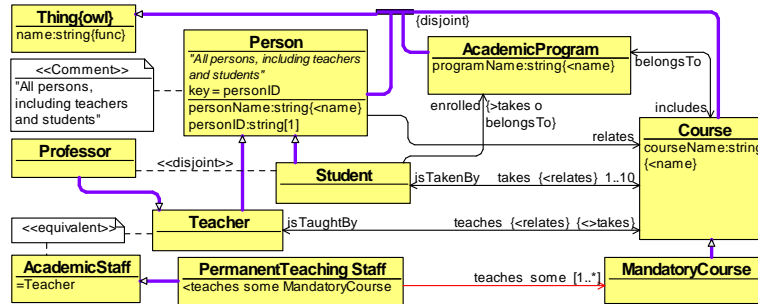 Thing{owl}
name:string{func}
{disjoint}
<<Comment>>
"All persons,
including teachers
and students"
Person
"All persons, including teachers
and students"
key = personID
personName:string{<name}
personID:string[1]
AcademicProgram
programName:string{<name}
belongsTo
includes
enrolled {>takes o
belongsTo}
relates
Course
courseName:string
{<name}
Professor
<<disjoint>>
Student
isTakenBy takes {<relates} 1..10
Teacher
isTaughtBy teaches {<relates} {<>takes}
<<equivalent>>
AcademicStaff
=Teacher
PermanentTeaching Staff
<teaches some MandatoryCourse
teaches some [1..*]
MandatoryCourse